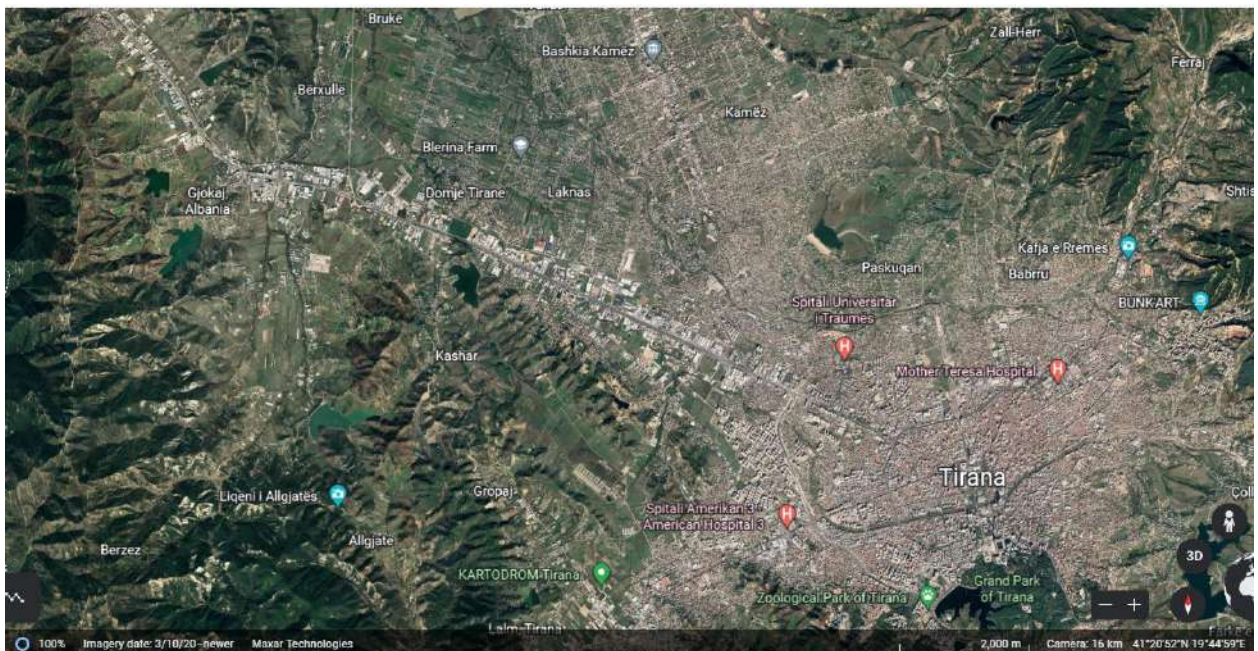 Bruke
Zall-Herr
Bashkia Kamëz
Ferraj
Berxulle
Kamëz
Blerina Farm
Gjokaj
Albania
Domje Tirane
Laknas
Shtis
Kafja e Rremes
Paskuqan
Babrru
Spitali Universitar
i Traumës
BUNK'ART
Kashar
Mother Teresa Hospital
Tirana
Liqeni i Allgjatës
Gropaj
Spitali Amerikan 3 -
American Hospital 3
Berzez
Allgjate
KARTODROM Tirana
Zoological Park of Tirana
Grand Park
of Tirana
3D
100% Imagery date: 3/10/20-newer Maxar Technologies 2,000 m Camera: 16 km 41°20'52"N 19°44'59"E